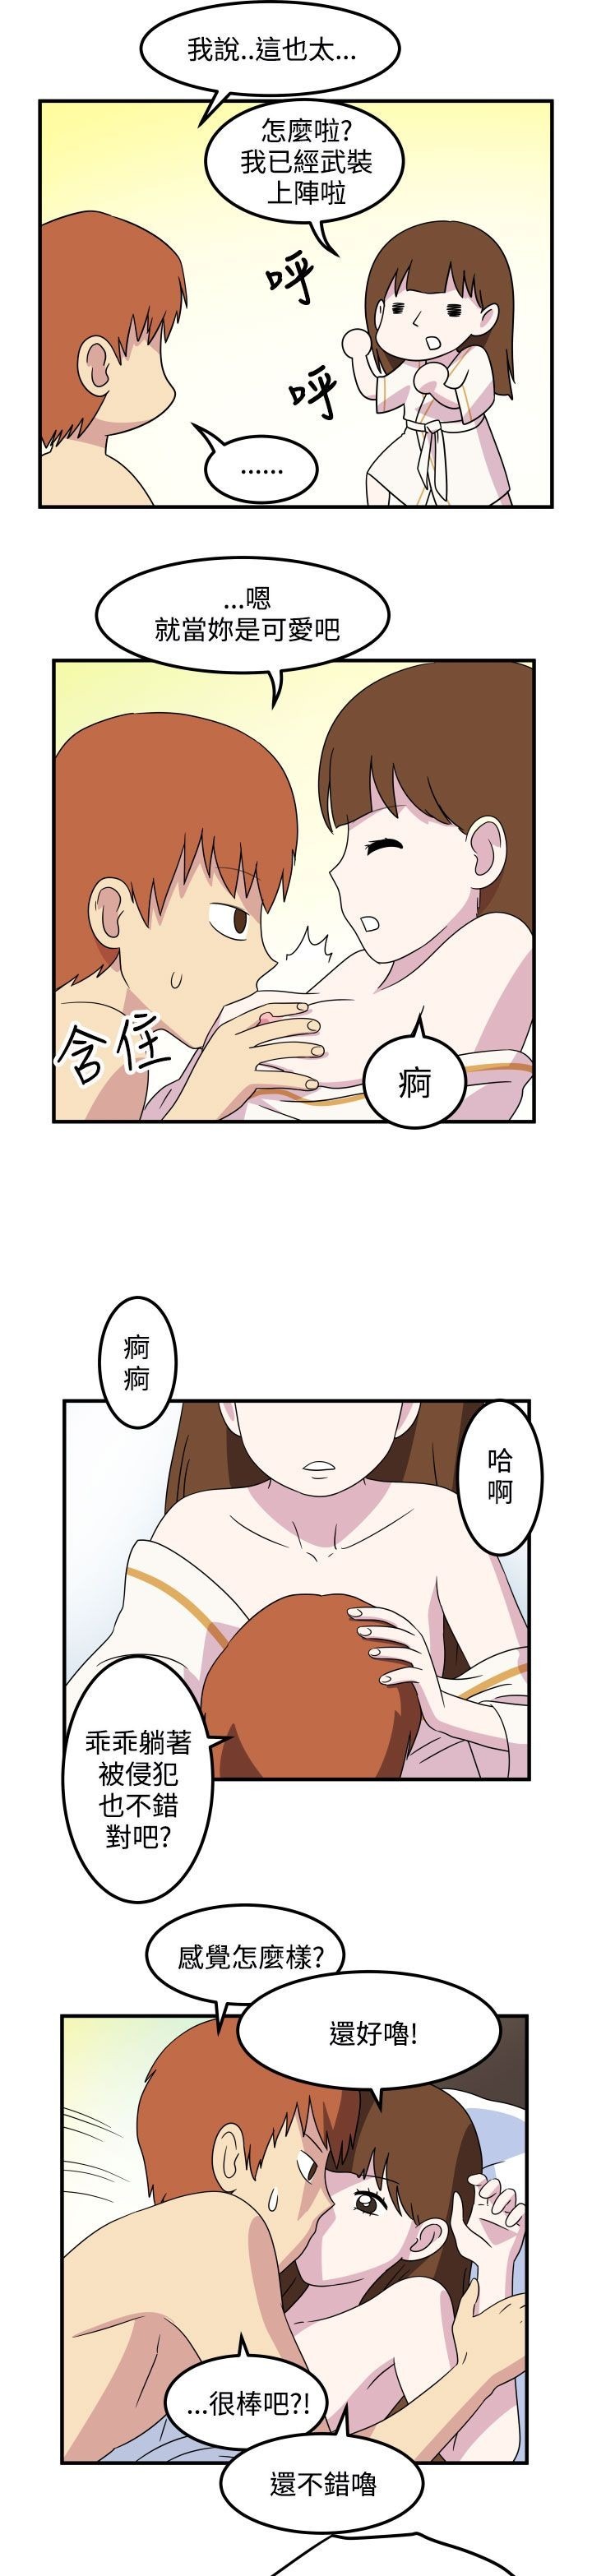 我說..這也太...
怎麼啦?
我已經武裝
上陣啦
呼
呼
......
...嗯
就當妳是可愛吧
含住
啊
啊
啊
哈
啊
乖乖躺著
被侵犯
也不錯
對吧?
感覺怎麼樣?
還好嚕!
...很棒吧?!
還不錯嚕